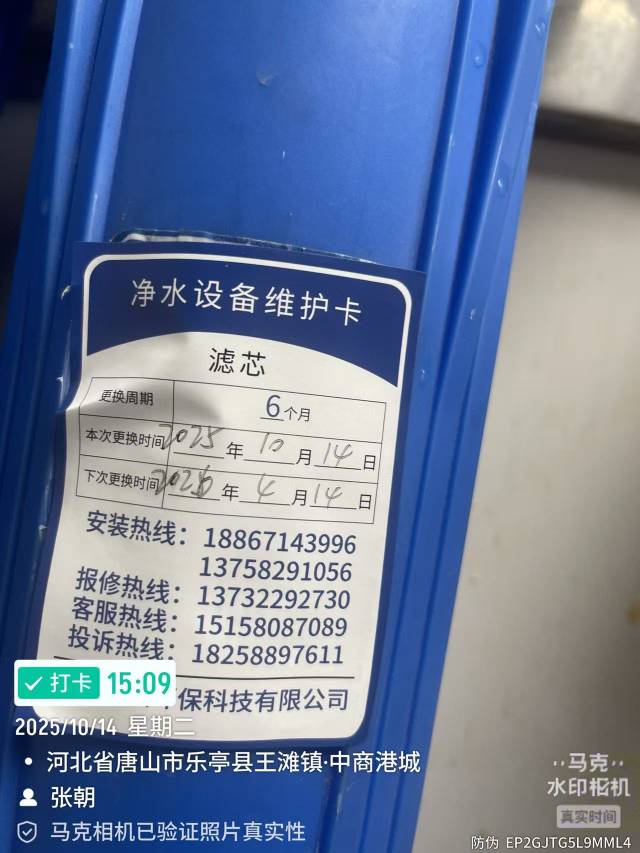 净水设备维护卡
滤芯
更换周期 6个月
本次更换时间 2025年10月14日
下次更换时间 2026年4月14日
安装热线：18867143996
13758291056
报修热线：13732292730
客服热线：15158087089
投诉热线：18258897611
环保科技有限公司
打卡 15:09
2025/10/14 星期二
河北省唐山市乐亭县王滩镇·中商港城
张朝
马克相机已验证照片真实性
马克
水印相机
真实时间
防伪 EP2GJTG5L9MML4